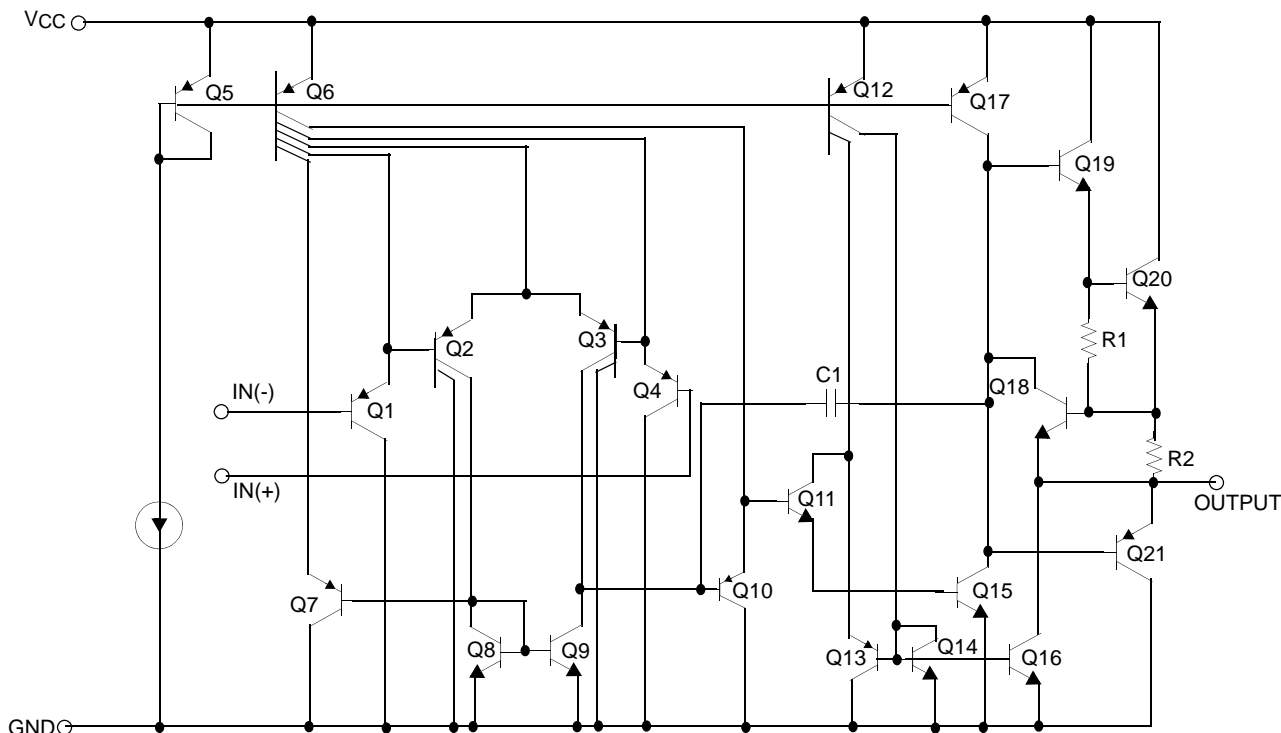 VCC
Q5
Q6
Q12
Q17
Q19
Q20
Q2
Q3
R1
C1
Q4
Q18
IN(-)
Q1
R2
IN(+)
Q11
OUTPUT
Q21
Q7
Q10
Q15
Q8
Q9
Q13
Q14
Q16
GND